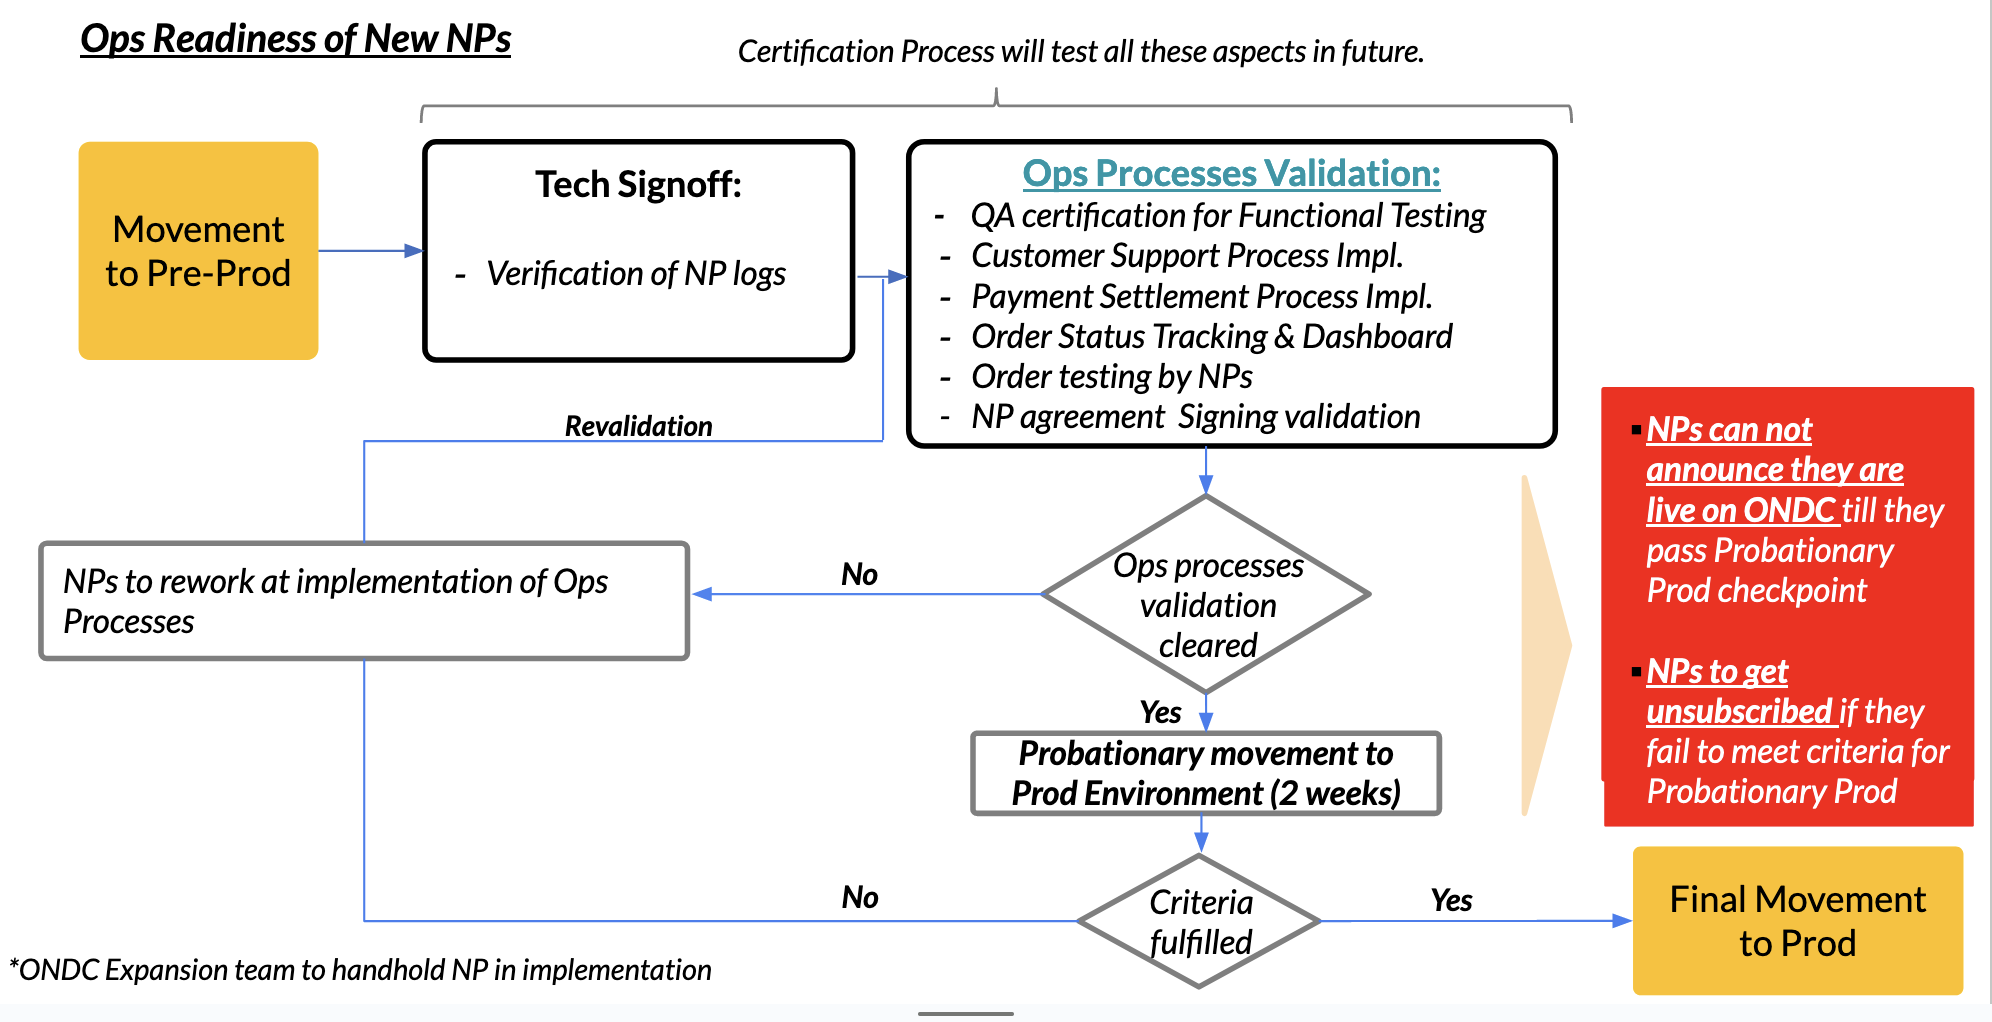 Ops Readiness of New NPs
Certification Process will test all these aspects in future.
Movement
to Pre-Prod
Tech Signoff:
- Verification of NP logs
Ops Processes Validation:
- QA certification for Functional Testing
- Customer Support Process Impl.
- Payment Settlement Process Impl.
- Order Status Tracking & Dashboard
- Order testing by NPs
- NP agreement  Signing validation
Revalidation
NPs to rework at implementation of Ops
Processes
No
Ops processes
validation
cleared
Yes
Probationary movement to
Prod Environment (2 weeks)
No
Criteria
fulfilled
Yes
▪NPs can not
announce they are
live on ONDC till they
pass Probationary
Prod checkpoint
▪NPs to get
unsubscribed if they
fail to meet criteria for
Probationary Prod
Final Movement
to Prod
*ONDC Expansion team to handhold NP in implementation